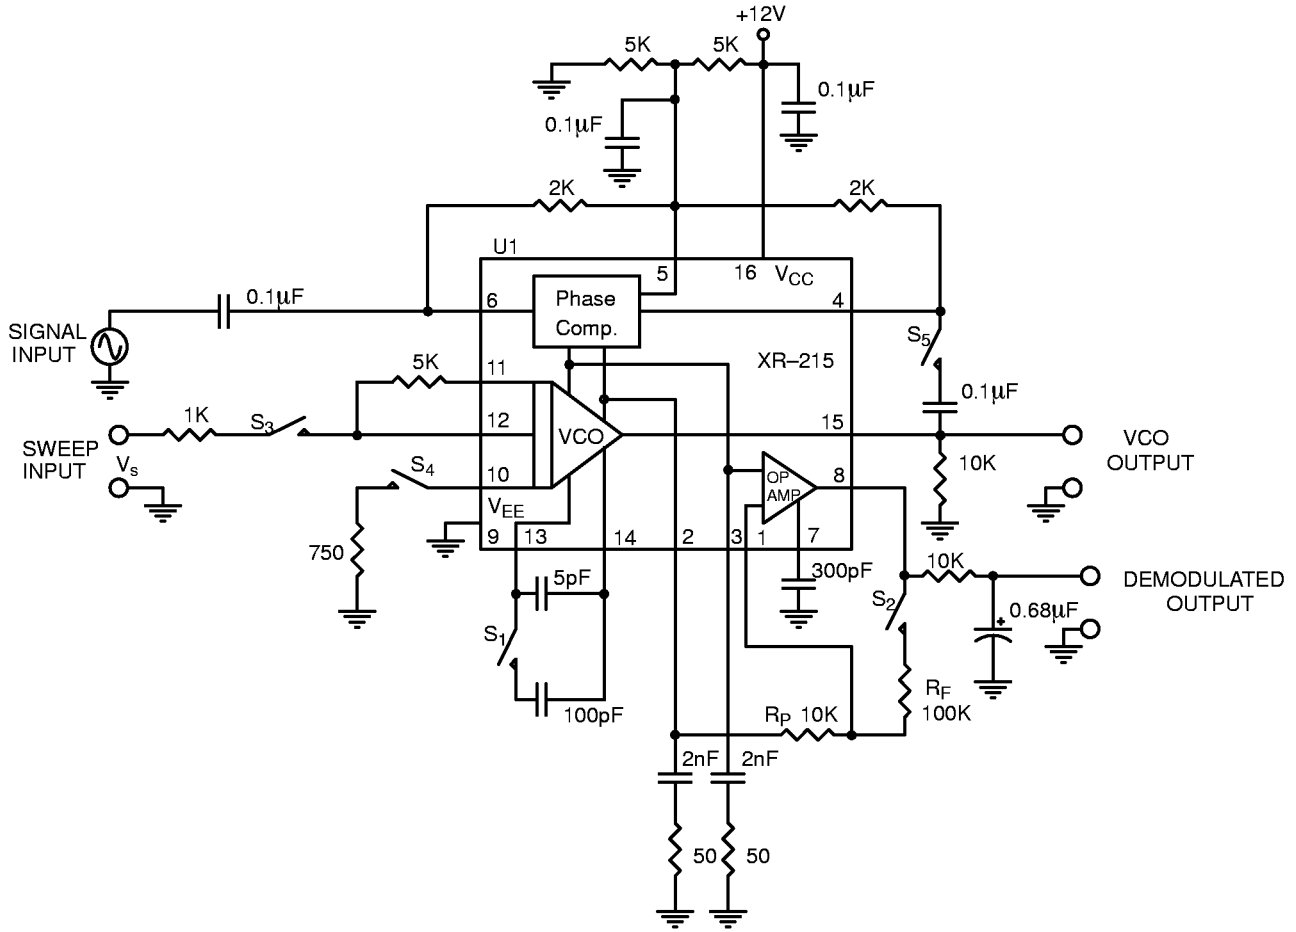 +12V
5K
5K
0.1µF
0.1µF
2K
2K
U1
5
16
VCC
6
Phase
Comp.
4
0.1µF
SIGNAL
INPUT
S5
XR–215
5K
11
0.1µF
1K
S3
12
VCO
15
SWEEP
INPUT
Vs
S4
10
10K
VCO
OUTPUT
OP
AMP
8
VEE
9
13
14
2
3
1
7
750
5pF
300pF
10K
DEMODULATED
OUTPUT
S2
+
0.68µF
S1
100pF
RP
10K
RF
100K
2nF
2nF
50
50